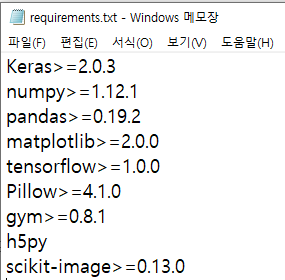 requirements.txt - Windows 메모장
파일(F) 편집(E) 서식(O) 보기(V) 도움말(H)
Keras>=2.0.3
numpy>=1.12.1
pandas>=0.19.2
matplotlib>=2.0.0
tensorflow>=1.0.0
Pillow>=4.1.0
gym>=0.8.1
h5py
scikit-image>=0.13.0